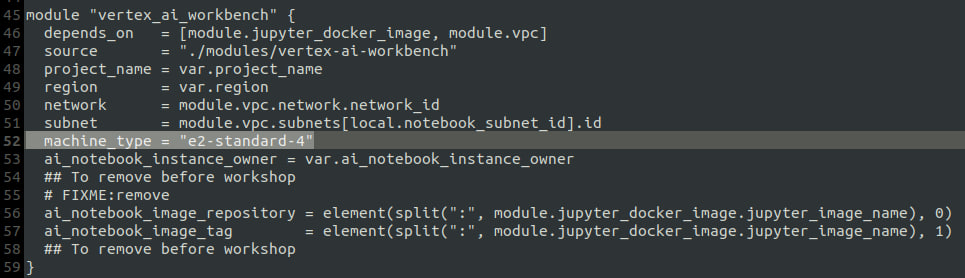 45 module "vertex_ai_workbench" {
46   depends_on   = [module.jupyter_docker_image, module.vpc]
47   source       = "./modules/vertex-ai-workbench"
48   project_name = var.project_name
49   region       = var.region
50   network      = module.vpc.network.network_id
51   subnet       = module.vpc.subnets[local.notebook_subnet_id].id
52   machine_type = "e2-standard-4"
53   ai_notebook_instance_owner = var.ai_notebook_instance_owner
54   ## To remove before workshop
55   # FIXME:remove
56   ai_notebook_image_repository = element(split(":", module.jupyter_docker_image.jupyter_image_name), 0)
57   ai_notebook_image_tag        = element(split(":", module.jupyter_docker_image.jupyter_image_name), 1)
58   ## To remove before workshop
59 }